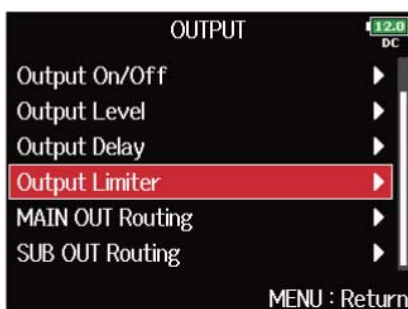 OUTPUT
12.0
DC
Output On/Off
Output Level
Output Delay
Output Limiter
MAIN OUT Routing
SUB OUT Routing
MENU : Return